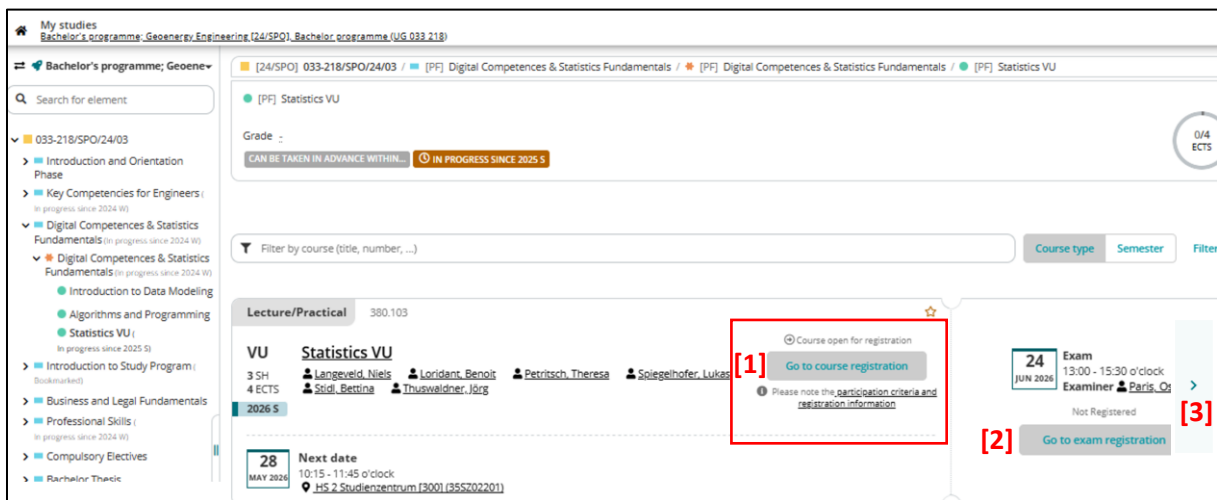 My studies
Bachelor's programme; Geoenergy Engineering [24/SPO], Bachelor programme (UG 033 218)
Bachelor's programme; Geoene
[24/SPO] 033-218/SPO/24/03 / [PF] Digital Competences & Statistics Fundamentals / [PF] Digital Competences & Statistics Fundamentals / [PF] Statistics VU
Search for element
033-218/SPO/24/03
Introduction and Orientation
Phase
Key Competencies for Engineers (
In progress since 2024 W)
Digital Competences & Statistics
Fundamentals (In progress since 2024 W)
Digital Competences & Statistics
Fundamentals (In progress since 2024 W)
Introduction to Data Modeling
Algorithms and Programming
Statistics VU (
In progress since 2025 S)
Introduction to Study Program (
Bookmarked)
Business and Legal Fundamentals
Professional Skills (
In progress since 2024 W)
Compulsory Electives
Bachelor Thesis
[PF] Statistics VU
Grade -
CAN BE TAKEN IN ADVANCE WITHIN... IN PROGRESS SINCE 2025 S
0/4
ECTS
Filter by course (title, number, ...)
Course type Semester Filter
Lecture/Practical 380.103
VU Statistics VU
3 SH Langeveld, Niels Loridant, Benoit Petritsch, Theresa Spiegelhofer, Lukas
4 ECTS Stidl, Bettina Thuswaldner, Jörg
2026 S
Course open for registration
[1] Go to course registration
Please note the participation criteria and
registration information
28 Next date
MAY 2026 10:15 - 11:45 o'clock
HS 2 Studienzentrum [300] (35SZ02201)
24 Exam
JUN 2026 13:00 - 15:30 o'clock
Examiner Paris, Os
Not Registered
[2] Go to exam registration
[3]